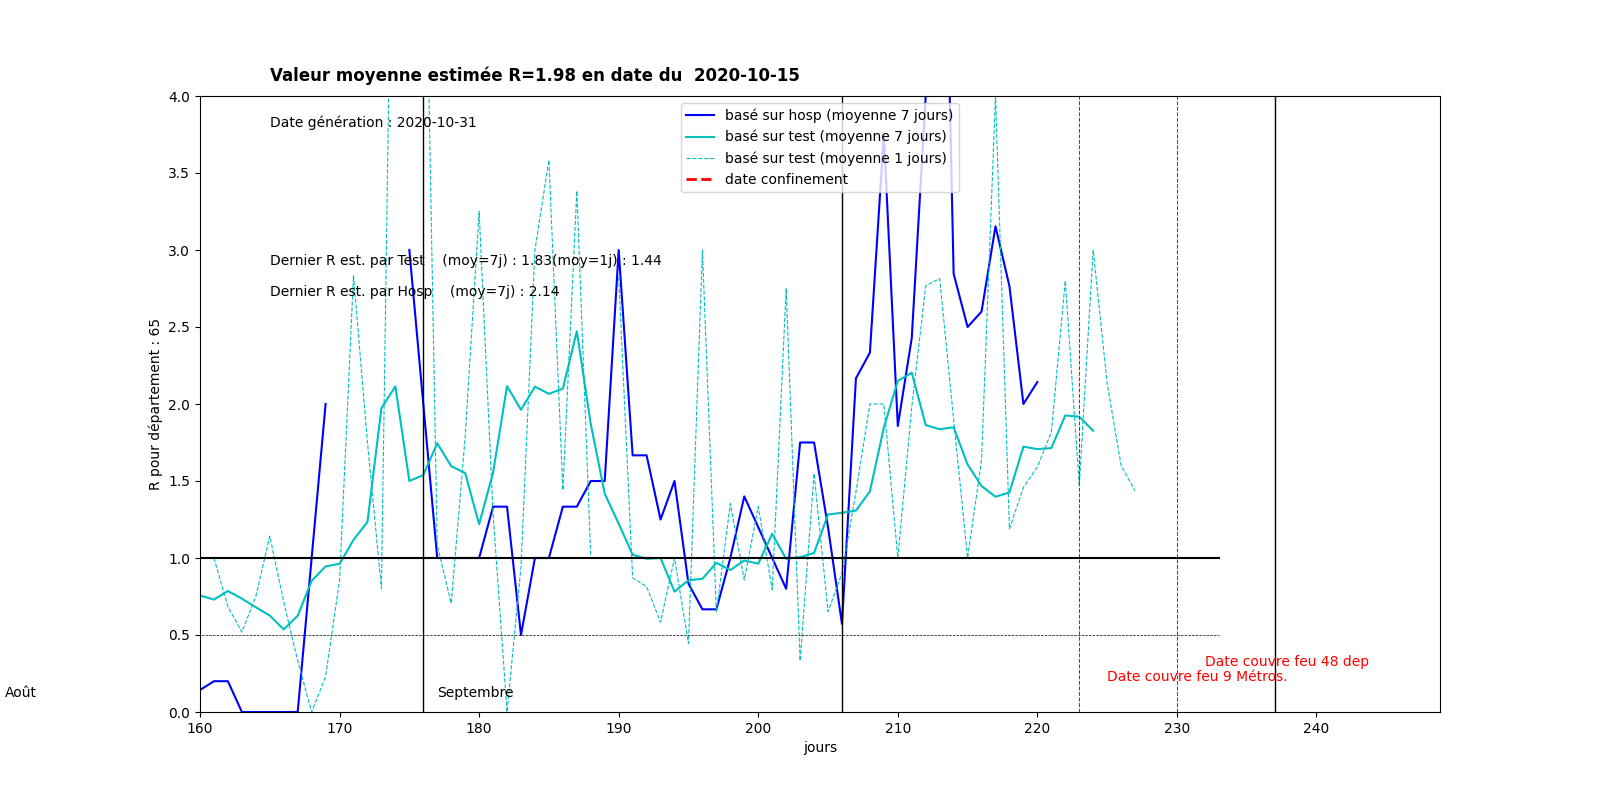 Valeur moyenne estimée R=1.98 en date du  2020-10-15
4.0
Date génération : 2020-10-31
basé sur hosp (moyenne 7 jours)
basé sur test (moyenne 7 jours)
basé sur test (moyenne 1 jours)
date confinement
3.5
3.0
Dernier R est. par Test    (moy=7j) : 1.83(moy=1j) : 1.44
Dernier R est. par Hosp    (moy=7j) : 2.14
2.5
2.0
1.5
1.0
0.5
0.0
R pour département : 65
Date couvre feu 48 dep
Date couvre feu 9 Métros.
Août
Septembre
160 170 180 190 200 210 220 230 240
jours